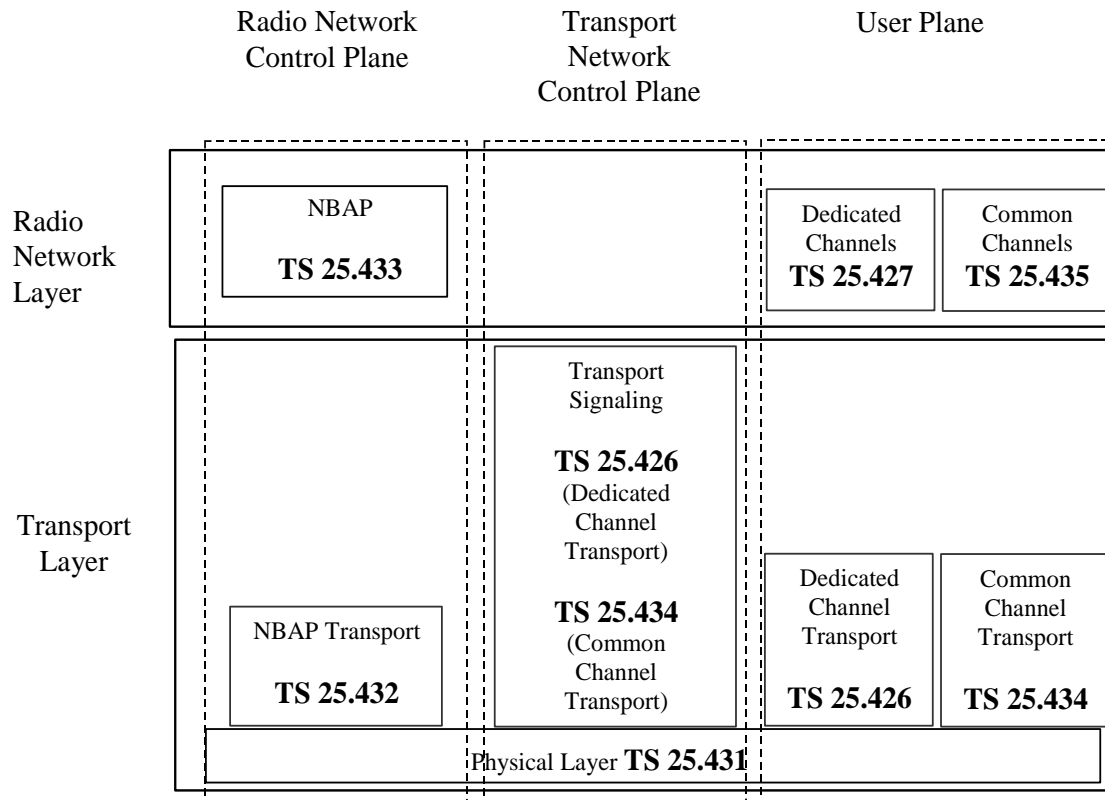 Radio Network
Control Plane
Transport
Network
Control Plane
User Plane
Radio
Network
Layer
NBAP
TS 25.433
Dedicated
Channels
TS 25.427
Common
Channels
TS 25.435
Transport
Layer
NBAP Transport
TS 25.432
Transport
Signaling
TS 25.426
(Dedicated
Channel
Transport)
TS 25.434
(Common
Channel
Transport)
Dedicated
Channel
Transport
TS 25.426
Common
Channel
Transport
TS 25.434
Physical Layer TS 25.431